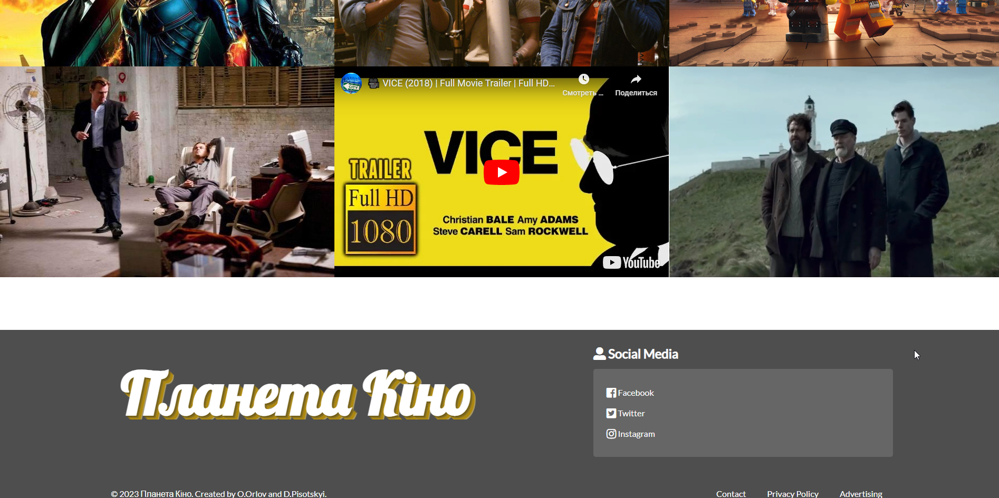 VICE (2018) | Full Movie Trailer | Full HD...
Смотреть ...
Поделиться
TRAILER
CITY
VICE
TRAILER
Full HD
1080
Christian BALE Amy ADAMS
Steve CARELL Sam ROCKWELL
YouTube
Social Media
Планета Кіно
Facebook
Twitter
Instagram
© 2023 Планета Кіно. Created by O.Orlov and D.Pisotskyi.
Contact
Privacy Policy
Advertising